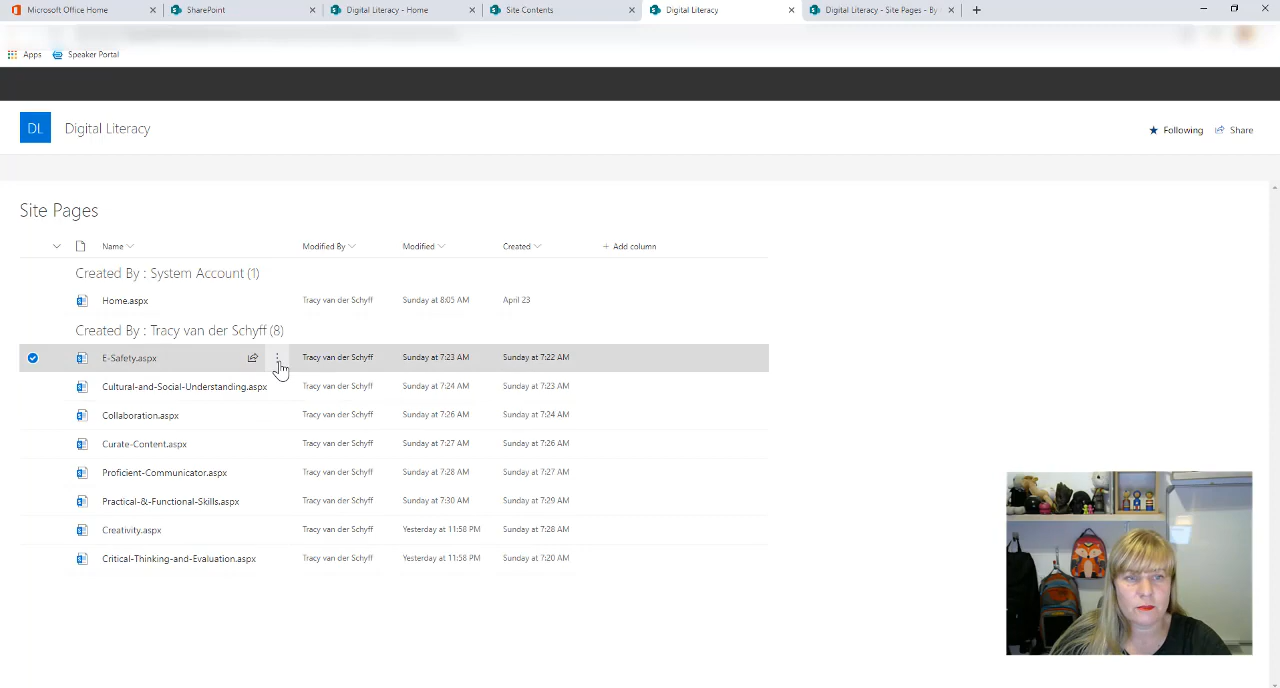 Microsoft Office Home
SharePoint
Digital Literacy - Home
Site Contents
Digital Literacy
Digital Literacy - Site Pages - By
Apps
Speaker Portal
DL
Digital Literacy
Following
Share
Site Pages
Name
Modified By
Modified
Created
+ Add column
Created By : System Account (1)
Home.aspx Tracy van der Schyff Sunday at 8:05 AM April 23
Created By : Tracy van der Schyff (8)
E-Safety.aspx Tracy van der Schyff Sunday at 7:23 AM Sunday at 7:22 AM
Cultural-and-Social-Understanding.aspx Tracy van der Schyff Sunday at 7:24 AM Sunday at 7:23 AM
Collaboration.aspx Tracy van der Schyff Sunday at 7:26 AM Sunday at 7:24 AM
Curate-Content.aspx Tracy van der Schyff Sunday at 7:27 AM Sunday at 7:26 AM
Proficient-Communicator.aspx Tracy van der Schyff Sunday at 7:28 AM Sunday at 7:27 AM
Practical-&-Functional-Skills.aspx Tracy van der Schyff Sunday at 7:30 AM Sunday at 7:29 AM
Creativity.aspx Tracy van der Schyff Yesterday at 11:58 PM Sunday at 7:28 AM
Critical-Thinking-and-Evaluation.aspx Tracy van der Schyff Yesterday at 11:58 PM Sunday at 7:20 AM